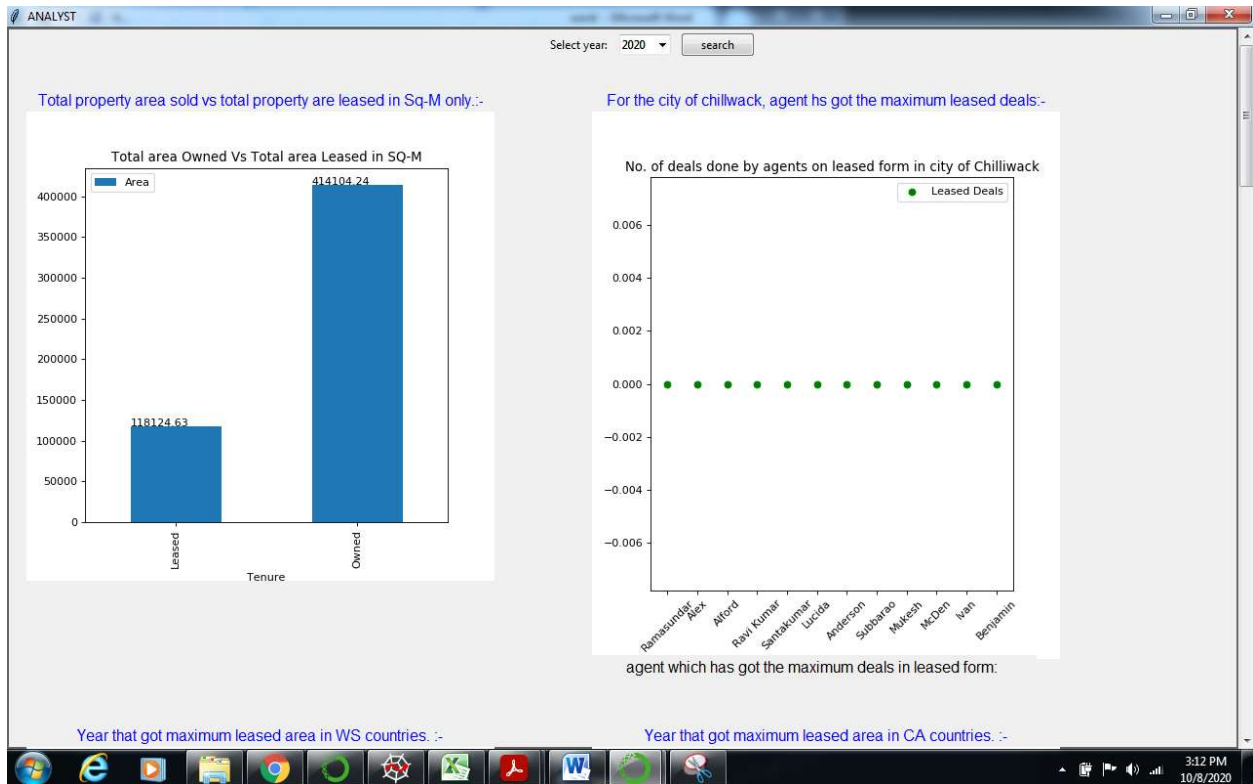 ANALYST
Select year: 2020 search
Total property area sold vs total property are leased in Sq-M only.:-
Total area Owned Vs Total area Leased in SQ-M
Area
414104.24
118124.63
400000
350000
300000
250000
200000
150000
100000
50000
0
Leased
Owned
Tenure
For the city of chillwack, agent hs got the maximum leased deals:-
No. of deals done by agents on leased form in city of Chilliwack
Leased Deals
0.006
0.004
0.002
0.000
−0.002
−0.004
−0.006
Ramasundar
Alex
Alford
Ravi Kumar
Santakumar
Lucida
Anderson
Subbarao
Mukesh
McDen
Ivan
Benjamin
agent which has got the maximum deals in leased form:
Year that got maximum leased area in WS countries. :-
Year that got maximum leased area in CA countries. :-
3:12 PM
10/8/2020